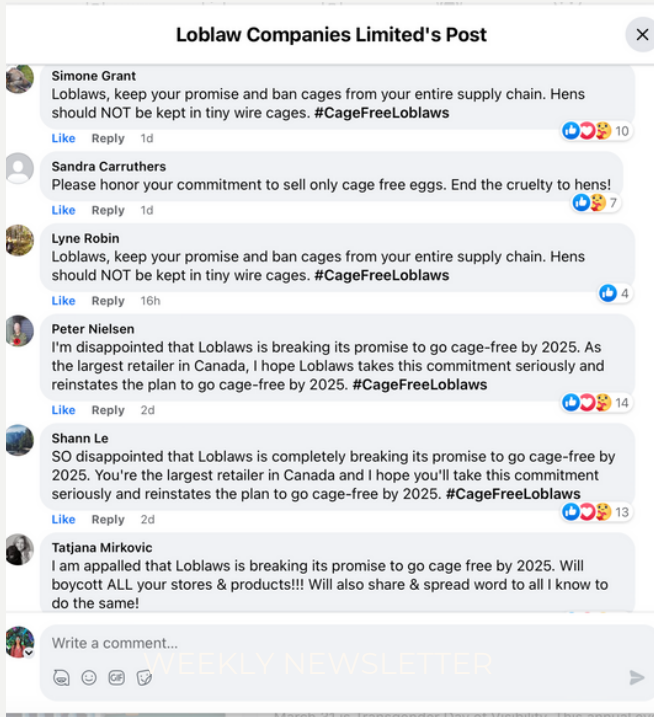 Loblaw Companies Limited's Post
Simone Grant
Loblaws, keep your promise and ban cages from your entire supply chain. Hens
should NOT be kept in tiny wire cages. #CageFreeLoblaws
10
Like Reply 1d
Sandra Carruthers
Please honor your commitment to sell only cage free eggs. End the cruelty to hens!
7
Like Reply 1d
Lyne Robin
Loblaws, keep your promise and ban cages from your entire supply chain. Hens
should NOT be kept in tiny wire cages. #CageFreeLoblaws
4
Like Reply 16h
Peter Nielsen
I'm disappointed that Loblaws is breaking its promise to go cage-free by 2025. As
the largest retailer in Canada, I hope Loblaws takes this commitment seriously and
reinstates the plan to go cage-free by 2025. #CageFreeLoblaws
14
Like Reply 2d
Shann Le
SO disappointed that Loblaws is completely breaking its promise to go cage-free by
2025. You're the largest retailer in Canada and I hope you'll take this commitment
seriously and reinstates the plan to go cage-free by 2025. #CageFreeLoblaws
13
Like Reply 2d
Tatjana Mirkovic
I am appalled that Loblaws is breaking its promise to go cage free by 2025. Will
boycott ALL your stores & products!!! Will also share & spread word to all I know to
do the same!
Write a comment...
WEEKLY NEWSLETTER
GIF
March 31 is Transgender Day of Visibility. This annual